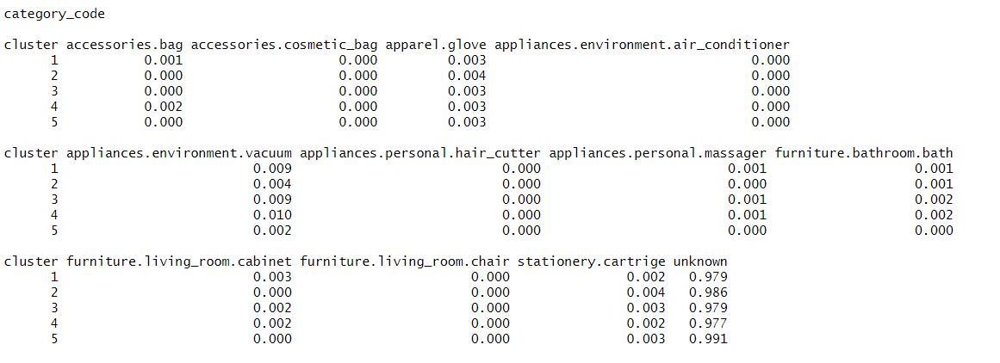 category_code
cluster accessories.bag accessories.cosmetic_bag apparel.glove appliances.environment.air_conditioner
1 0.001 0.000 0.003 0.000
2 0.000 0.000 0.004 0.000
3 0.000 0.000 0.003 0.000
4 0.002 0.000 0.003 0.000
5 0.000 0.000 0.003 0.000
cluster appliances.environment.vacuum appliances.personal.hair_cutter appliances.personal.massager furniture.bathroom.bath
1 0.009 0.000 0.001 0.001
2 0.004 0.000 0.000 0.001
3 0.009 0.000 0.001 0.002
4 0.010 0.000 0.001 0.002
5 0.002 0.000 0.000 0.000
cluster furniture.living_room.cabinet furniture.living_room.chair stationery.cartrige unknown
1 0.003 0.000 0.002 0.979
2 0.000 0.000 0.004 0.986
3 0.002 0.000 0.003 0.979
4 0.002 0.000 0.002 0.977
5 0.000 0.000 0.003 0.991